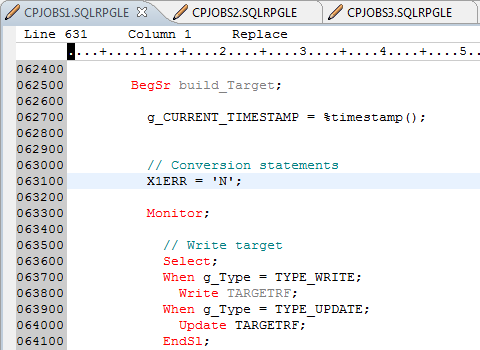 CPJOBS1.SQLRPGLE CPJOBS2.SQLRPGLE CPJOBS3.SQLRPGLE
Line 631 Column 1 Replace
....+....1....+....2....+....3....+....4....+....5..
062400
062500 BegSr build_Target;
062600
062700 g_CURRENT_TIMESTAMP = %timestamp();
062800
062900
063000 // Conversion statements
063100 X1ERR = 'N';
063200
063300 Monitor;
063400
063500 // Write target
063600 Select;
063700 When g_Type = TYPE_WRITE;
063800 Write TARGETRF;
063900 When g_Type = TYPE_UPDATE;
064000 Update TARGETRF;
064100 EndSl;